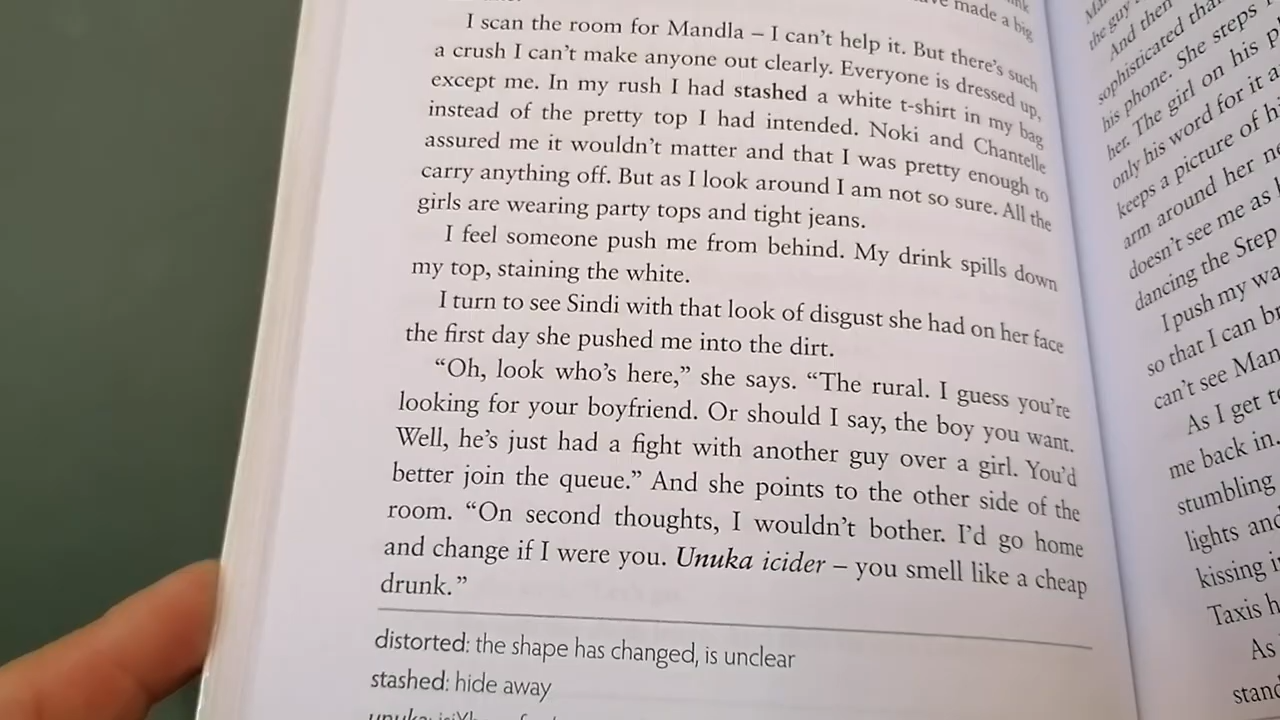 made a big
I scan the room for Mandla – I can't help it. But there's such
a crush I can't make anyone out clearly. Everyone is dressed up,
except me. In my rush I had stashed a white t-shirt in my bag
instead of the pretty top I had intended. Noki and Chantelle
assured me it wouldn't matter and that I was pretty enough to
carry anything off. But as I look around I am not so sure. All the
girls are wearing party tops and tight jeans.
I feel someone push me from behind. My drink spills down
my top, staining the white.
I turn to see Sindi with that look of disgust she had on her face
the first day she pushed me into the dirt.
“Oh, look who's here,” she says. “The rural. I guess you're
looking for your boyfriend. Or should I say, the boy you want.
Well, he's just had a fight with another guy over a girl. You'd
better join the queue.” And she points to the other side of the
room. “On second thoughts, I wouldn't bother. I'd go home
and change if I were you. Unuka icider – you smell like a cheap
drunk.”
distorted: the shape has changed, is unclear
stashed: hide away
the guy
And then
sophisticated
his phone. She steps
her. The girl on his
only his word for it
keeps a picture of
arm around her
doesn't see me as
dancing the Step
I push my
so that I can
can't see
As I get
me back in.
stumbling
lights and
kissing
Taxis
As